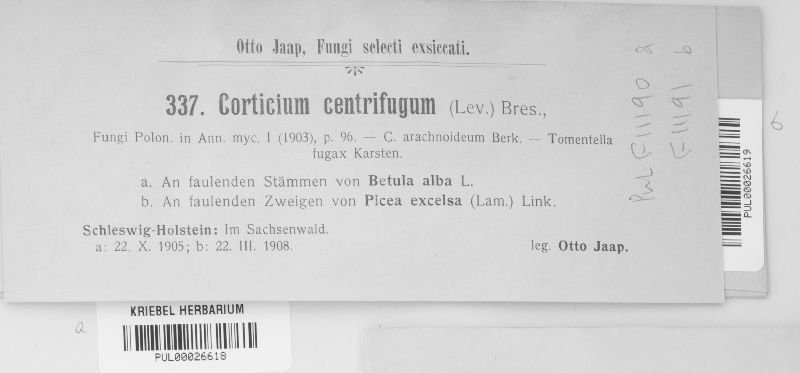 Otto Jaap, Fungi selecti exsiccati.
337. Corticium centrifugum (Lev.) Bres.,
Fungi Polon. in Ann. myc. I (1903), p. 96. — C. arachnoideum Berk. — Tomentella
fugax Karsten.
a. An faulenden Stämmen von Betula alba L.
b. An faulenden Zweigen von Picea excelsa (Lam.) Link.
Schleswig-Holstein: Im Sachsenwald.
a: 22. X. 1905; b: 22. III. 1908.
leg. Otto Jaap.
PUL F11190 a
F11191 b
b
PUL00026619
a
KRIEBEL HERBARIUM
PUL00026618